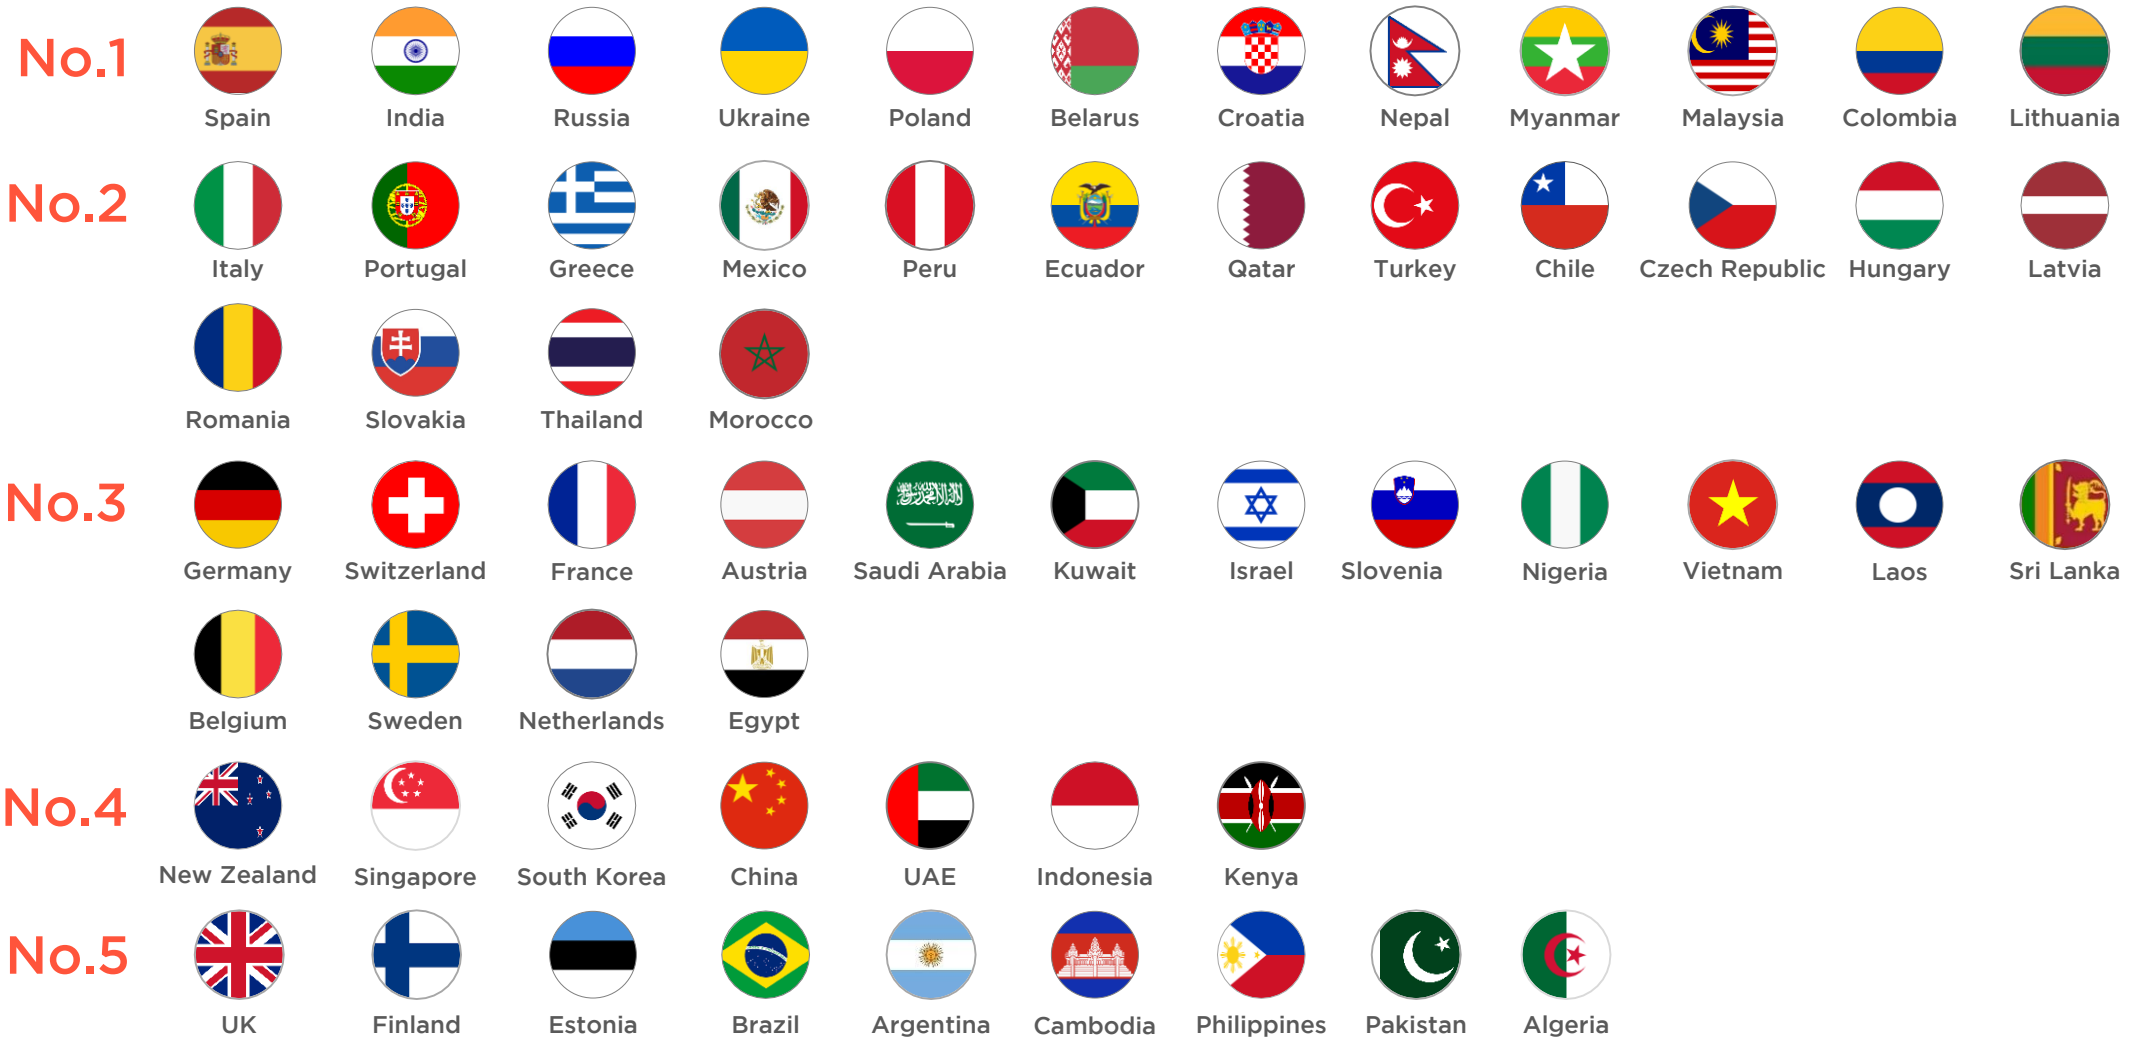 No.1
Spain India Russia Ukraine Poland Belarus Croatia Nepal Myanmar Malaysia Colombia Lithuania
No.2
Italy Portugal Greece Mexico Peru Ecuador Qatar Turkey Chile Czech Republic Hungary Latvia
Romania Slovakia Thailand Morocco
No.3
Germany Switzerland France Austria Saudi Arabia Kuwait Israel Slovenia Nigeria Vietnam Laos Sri Lanka
Belgium Sweden Netherlands Egypt
No.4
New Zealand Singapore South Korea China UAE Indonesia Kenya
No.5
UK Finland Estonia Brazil Argentina Cambodia Philippines Pakistan Algeria